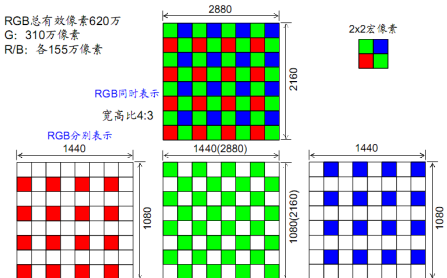 RGB总有效像素620万
G：310万像素
R/B：各155万像素
2880
2x2宏像素
RGB同时表示
2160
宽高比4:3
RGB分别表示
1440
1440(2880)
1440
1080
1080(2160)
1080